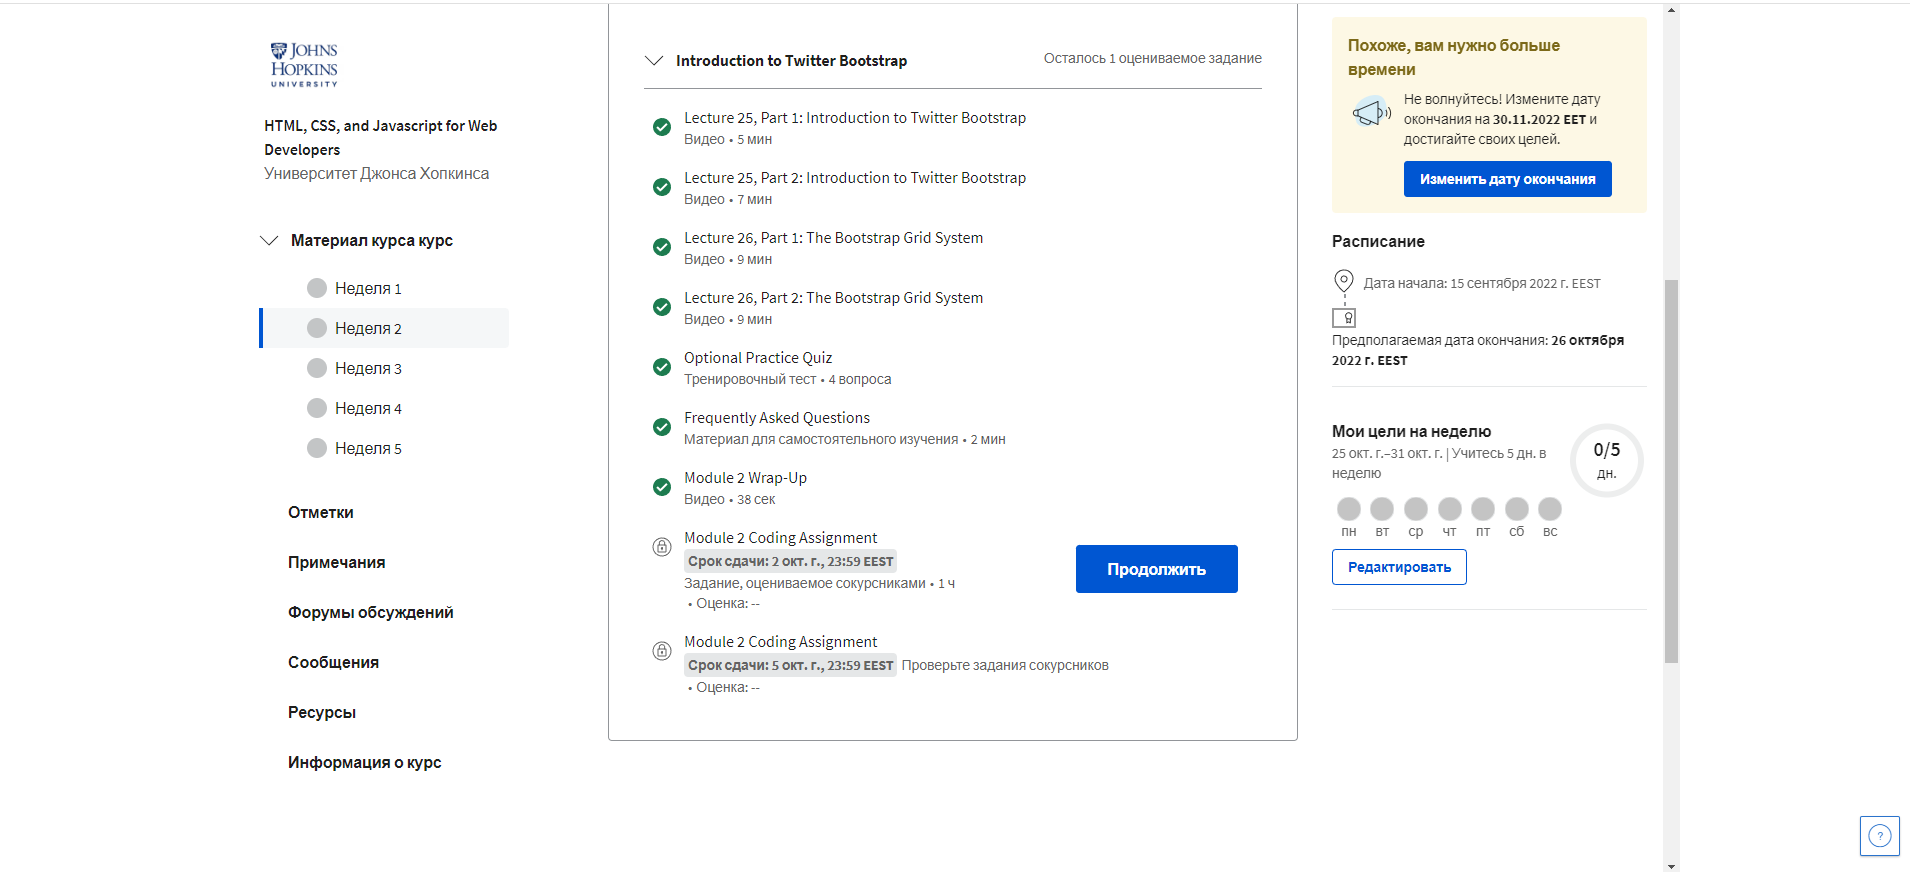 JOHNS
HOPKINS
UNIVERSITY
HTML, CSS, and Javascript for Web
Developers
Университет Джонса Хопкинса
Материал курса курс
Неделя 1
Неделя 2
Неделя 3
Неделя 4
Неделя 5
Отметки
Примечания
Форумы обсуждений
Сообщения
Ресурсы
Информация о курс
Introduction to Twitter Bootstrap
Осталось 1 оцениваемое задание
Lecture 25, Part 1: Introduction to Twitter Bootstrap
Видео • 5 мин
Lecture 25, Part 2: Introduction to Twitter Bootstrap
Видео • 7 мин
Lecture 26, Part 1: The Bootstrap Grid System
Видео • 9 мин
Lecture 26, Part 2: The Bootstrap Grid System
Видео • 9 мин
Optional Practice Quiz
Тренировочный тест • 4 вопроса
Frequently Asked Questions
Материал для самостоятельного изучения • 2 мин
Module 2 Wrap-Up
Видео • 38 сек
Module 2 Coding Assignment
Срок сдачи: 2 окт. г., 23:59 EEST
Задание, оцениваемое сокурсниками • 1 ч
• Оценка: --
Продолжить
Module 2 Coding Assignment
Срок сдачи: 5 окт. г., 23:59 EEST Проверьте задания сокурсников
• Оценка: --
Похоже, вам нужно больше
времени
Не волнуйтесь! Измените дату
окончания на 30.11.2022 EET и
достигайте своих целей.
Изменить дату окончания
Расписание
Дата начала: 15 сентября 2022 г. EEST
Предполагаемая дата окончания: 26 октября
2022 г. EEST
Мои цели на неделю
25 окт. г.–31 окт. г. | Учитесь 5 дн. в
неделю
0/5
дн.
пн вт ср чт пт сб вс
Редактировать
?